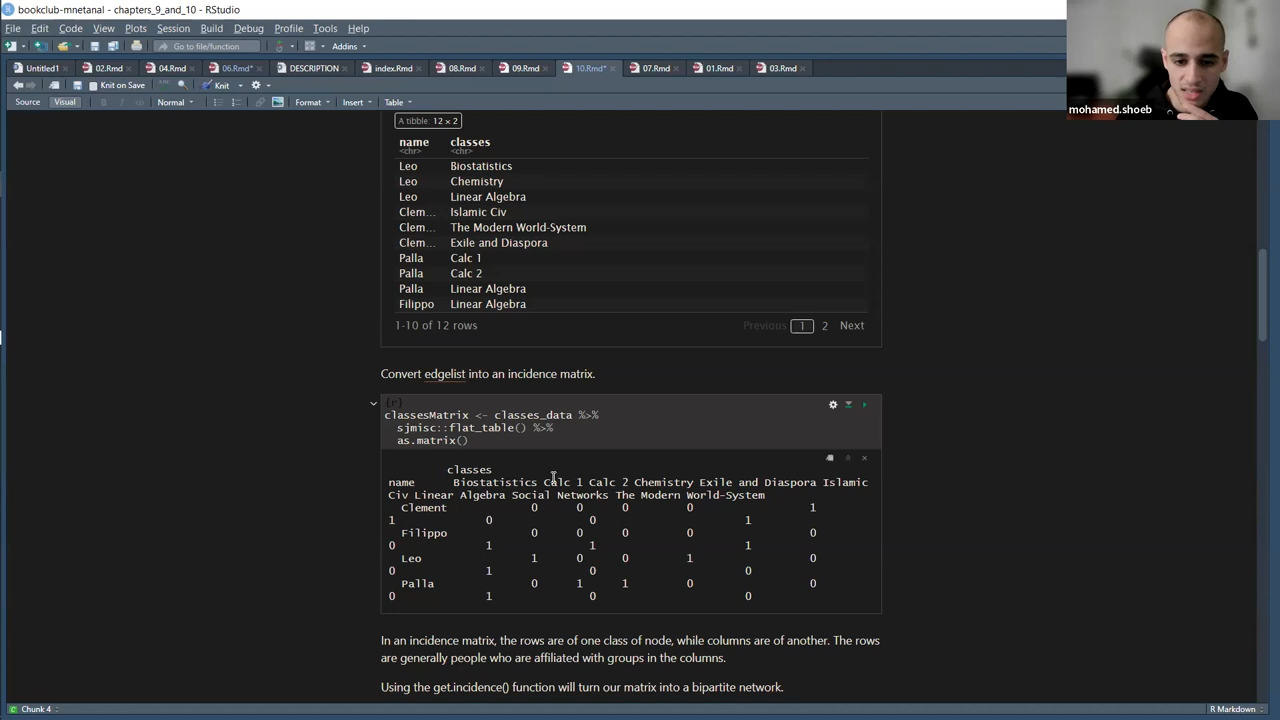 bookclub-mnetanal - chapters_9_and_10 - RStudio
File Edit Code View Plots Session Build Debug Profile Tools Help
Go to file/function Addins
Untitled1 02.Rmd 04.Rmd 06.Rmd* DESCRIPTION index.Rmd 08.Rmd 09.Rmd 10.Rmd* 07.Rmd 01.Rmd 03.Rmd
Knit on Save Knit
Source Visual Normal Format Insert Table
mohamed.shoeb
A tibble: 12 × 2
name classes
<chr> <chr>
Leo Biostatistics
Leo Chemistry
Leo Linear Algebra
Clem... Islamic Civ
Clem... The Modern World-System
Clem... Exile and Diaspora
Palla Calc 1
Palla Calc 2
Palla Linear Algebra
Filippo Linear Algebra
1-10 of 12 rows Previous 1 2 Next
Convert edgelist into an incidence matrix.
{r}
classesMatrix <- classes_data %>%
sjmisc::flat_table() %>%
as.matrix()
classes
name Biostatistics Calc 1 Calc 2 Chemistry Exile and Diaspora Islamic
Civ Linear Algebra Social Networks The Modern World-System
Clement 0 0 0 0 1
1 0 0 1
Filippo 0 0 0 0 0
0 1 1 1
Leo 1 0 0 1 0
0 1 0 0
Palla 0 1 1 0 0
0 1 0 0
In an incidence matrix, the rows are of one class of node, while columns are of another. The rows
are generally people who are affiliated with groups in the columns.
Using the get.incidence() function will turn our matrix into a bipartite network.
Chunk 4 R Markdown